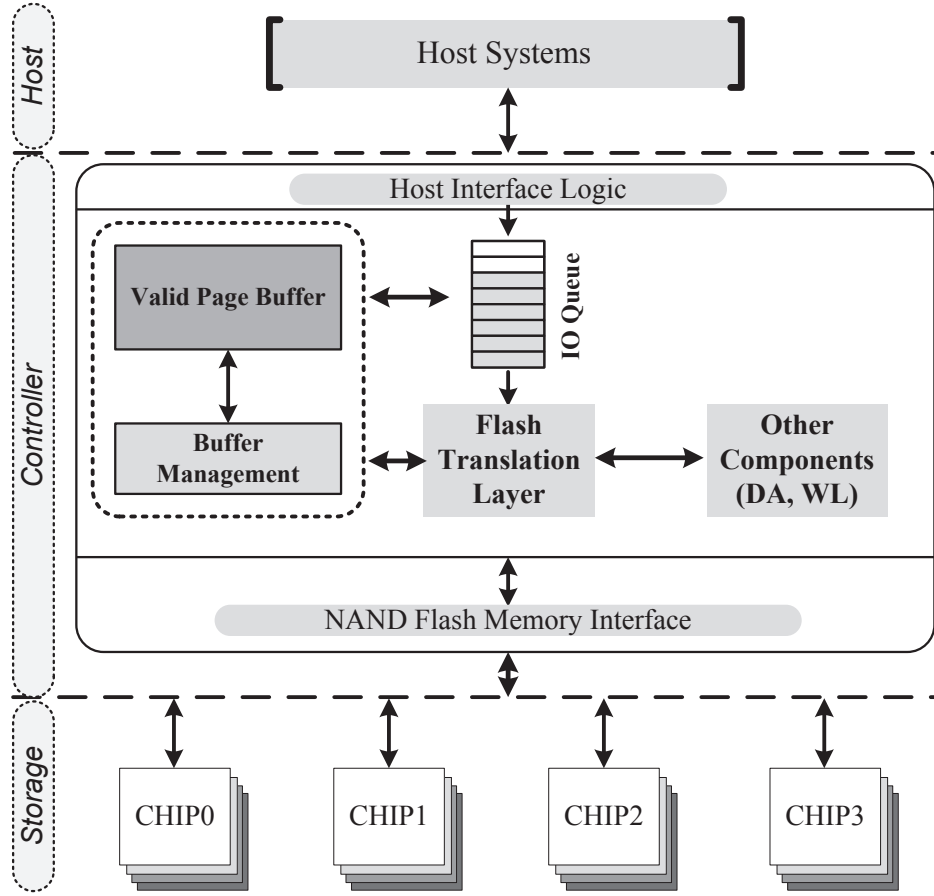 Host
Host Systems
Controller
Host Interface Logic
Valid Page Buffer
IO Queue
Buffer
Management
Flash
Translation
Layer
Other
Components
(DA, WL)
NAND Flash Memory Interface
Storage
CHIP0
CHIP1
CHIP2
CHIP3